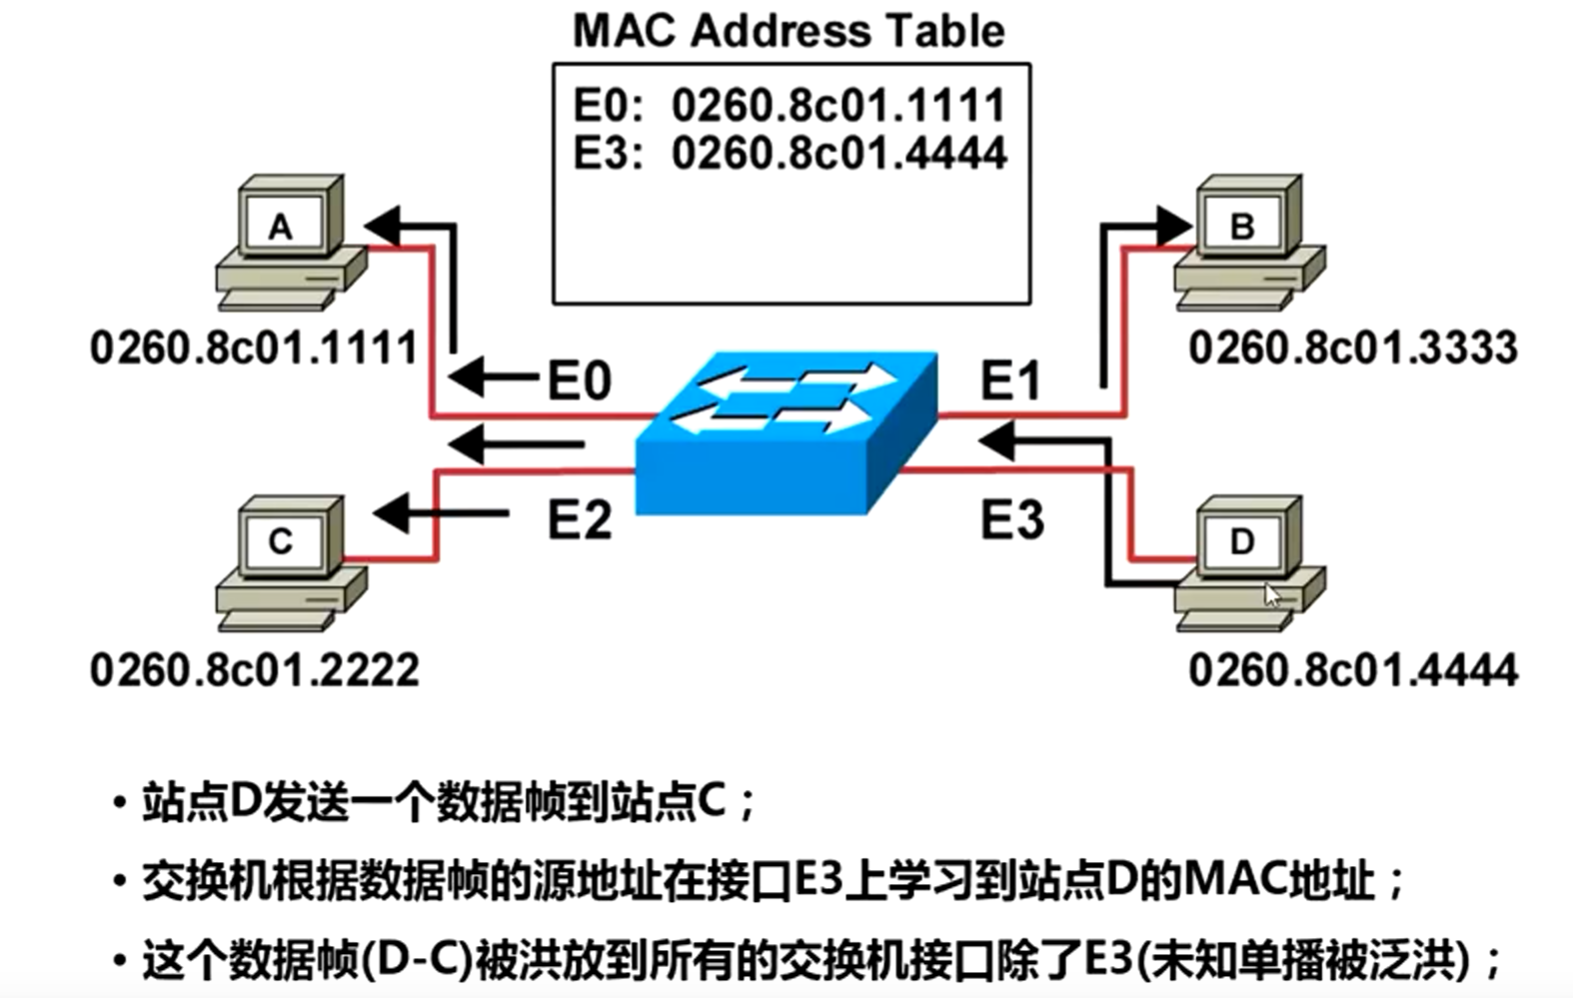 MAC Address Table
E0: 0260.8c01.1111
E3: 0260.8c01.4444
A
B
0260.8c01.1111
0260.8c01.3333
E0
E1
E2
E3
C
D
0260.8c01.2222
0260.8c01.4444
•站点D发送一个数据帧到站点C；
•交换机根据数据帧的源地址在接口E3上学习到站点D的MAC地址；
•这个数据帧(D-C)被洪放到所有的交换机接口除了E3(未知单播被泛洪)；